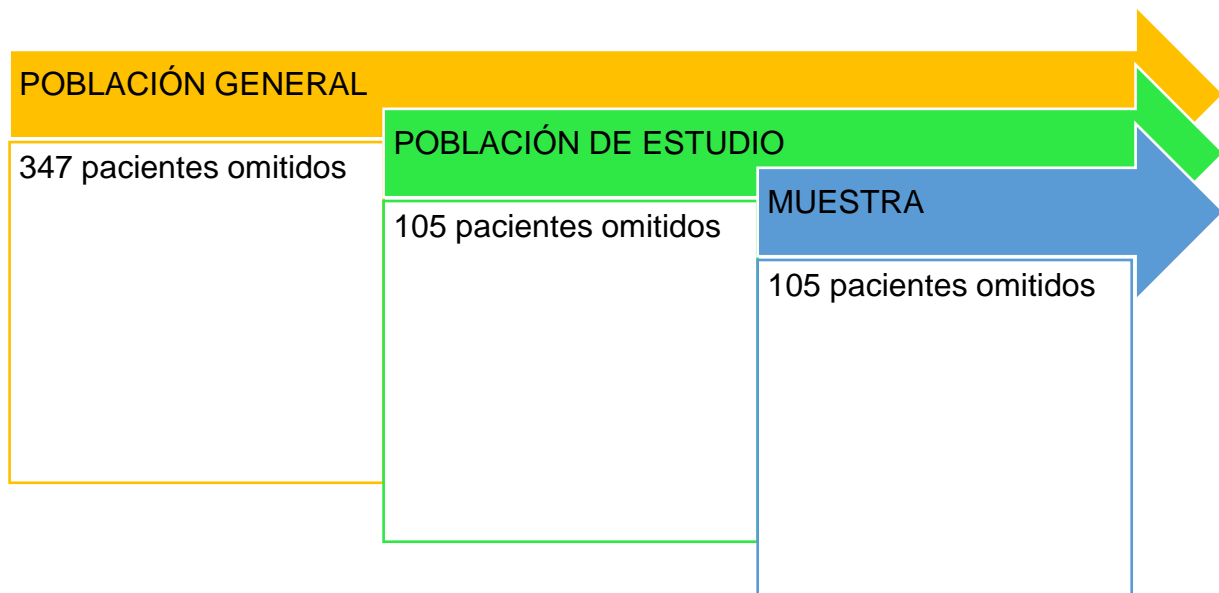 POBLACIÓN GENERAL
347 pacientes omitidos
POBLACIÓN DE ESTUDIO
105 pacientes omitidos
MUESTRA
105 pacientes omitidos